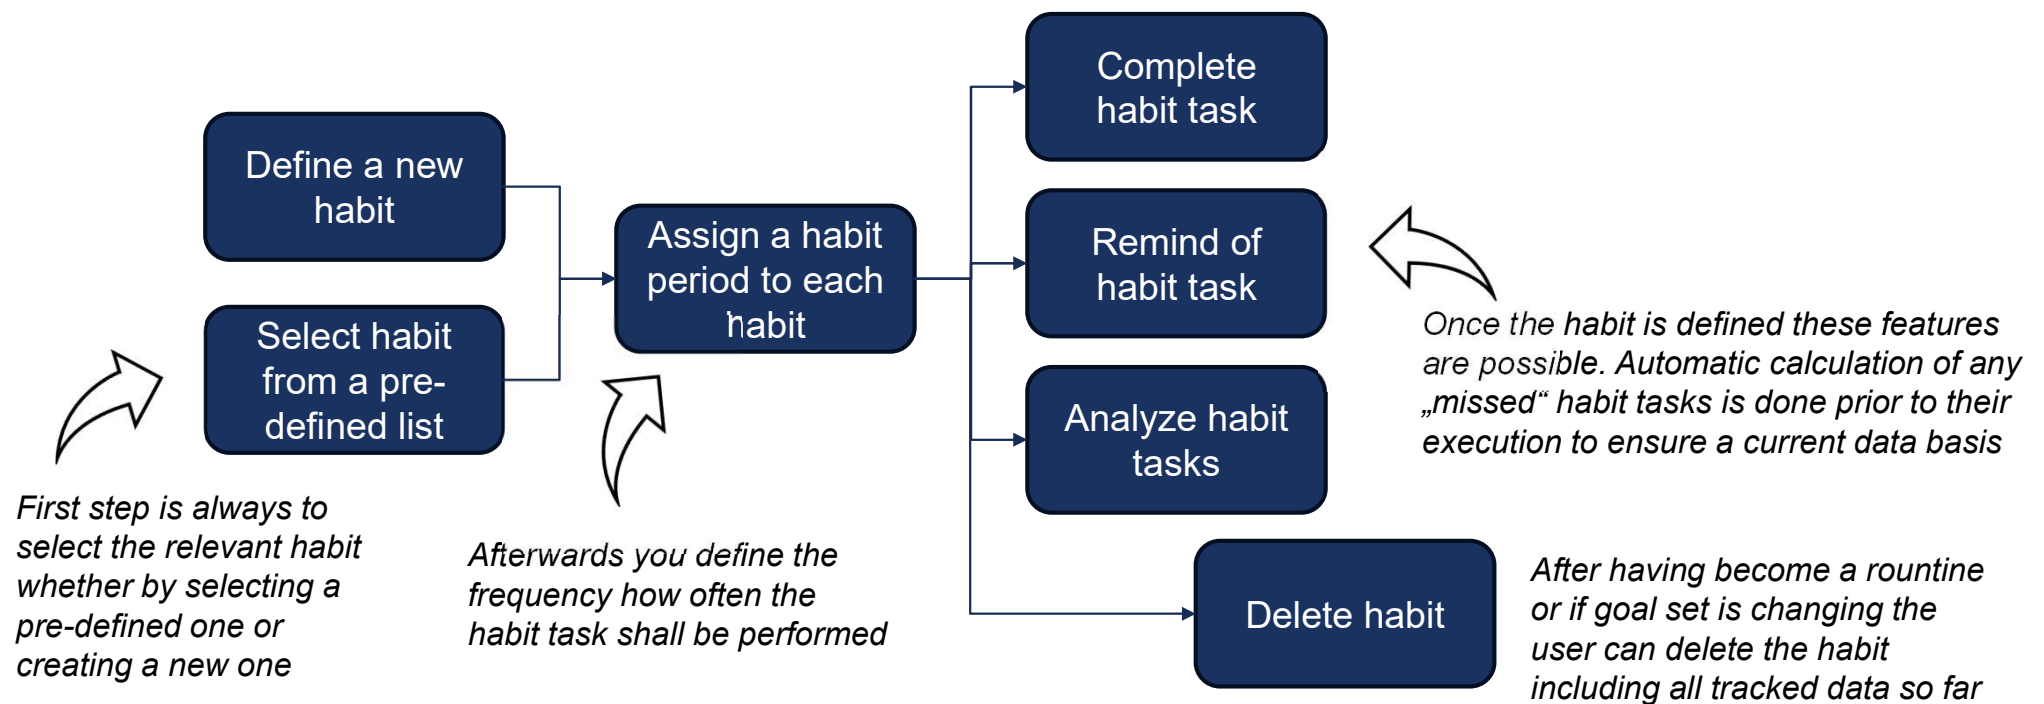 Define a new
habit
Select habit
from a pre-
defined list
Assign a habit
period to each
habit
Complete
habit task
Remind of
habit task
Analyze habit
tasks
Delete habit
First step is always to
select the relevant habit
whether by selecting a
pre-defined one or
creating a new one
Afterwards you define the
frequency how often the
habit task shall be performed
Once the habit is defined these features
are possible. Automatic calculation of any
„missed“ habit tasks is done prior to their
execution to ensure a current data basis
After having become a rountine
or if goal set is changing the
user can delete the habit
including all tracked data so far